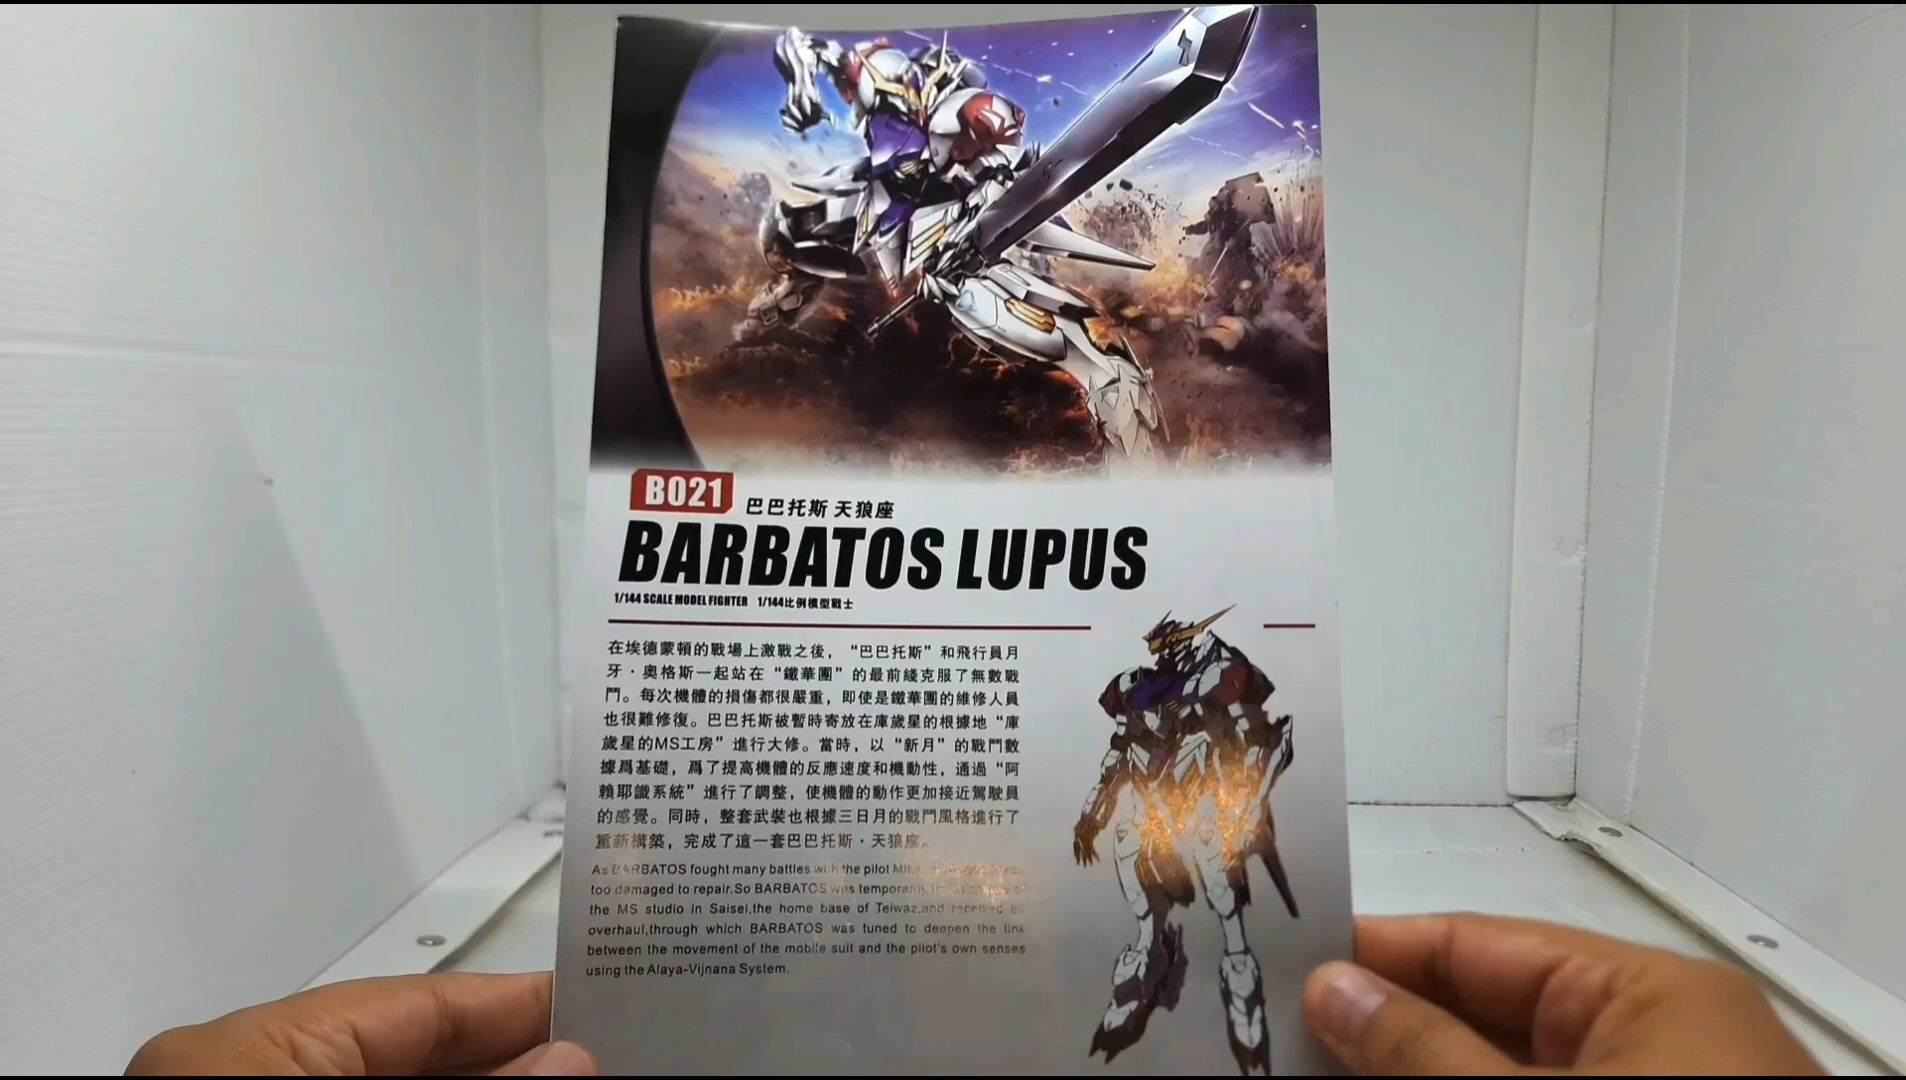 B021
巴巴托斯 天狼座
BARBATOS LUPUS
1/144 SCALE MODEL FIGHTER 1/144比例模型戰士
在埃德蒙頓的戰場上激戰之後，“巴巴托斯”和飛行員月
牙·奧格斯一起站在“鐵華團”的最前綫克服了無數戰
鬥。每次機體的損傷都很嚴重，即使是鐵華團的維修人員
也很難修復。巴巴托斯被暫時寄放在庫歲星的根據地“庫
歲星的MS工房”進行大修。當時，以“新月”的戰鬥數
據爲基礎，爲了提高機體的反應速度和機動性，通過“阿
賴耶識系統”進行了調整，使機體的動作更加接近駕駛員
的感覺。同時，整套武裝也根據三日月的戰鬥風格進行了
重新構築，完成了這一套巴巴托斯·天狼座。
As BARBATOS fought many battles with the pilot
too damaged to repair.So BARBATOS was temporarily
the MS studio in Saisei,the home base of Teiwaz,and received an
overhaul,through which BARBATOS was tuned to deepen the link
between the movement of the mobile suit and the pilot's own senses
using the Alaya-Vijnana System.